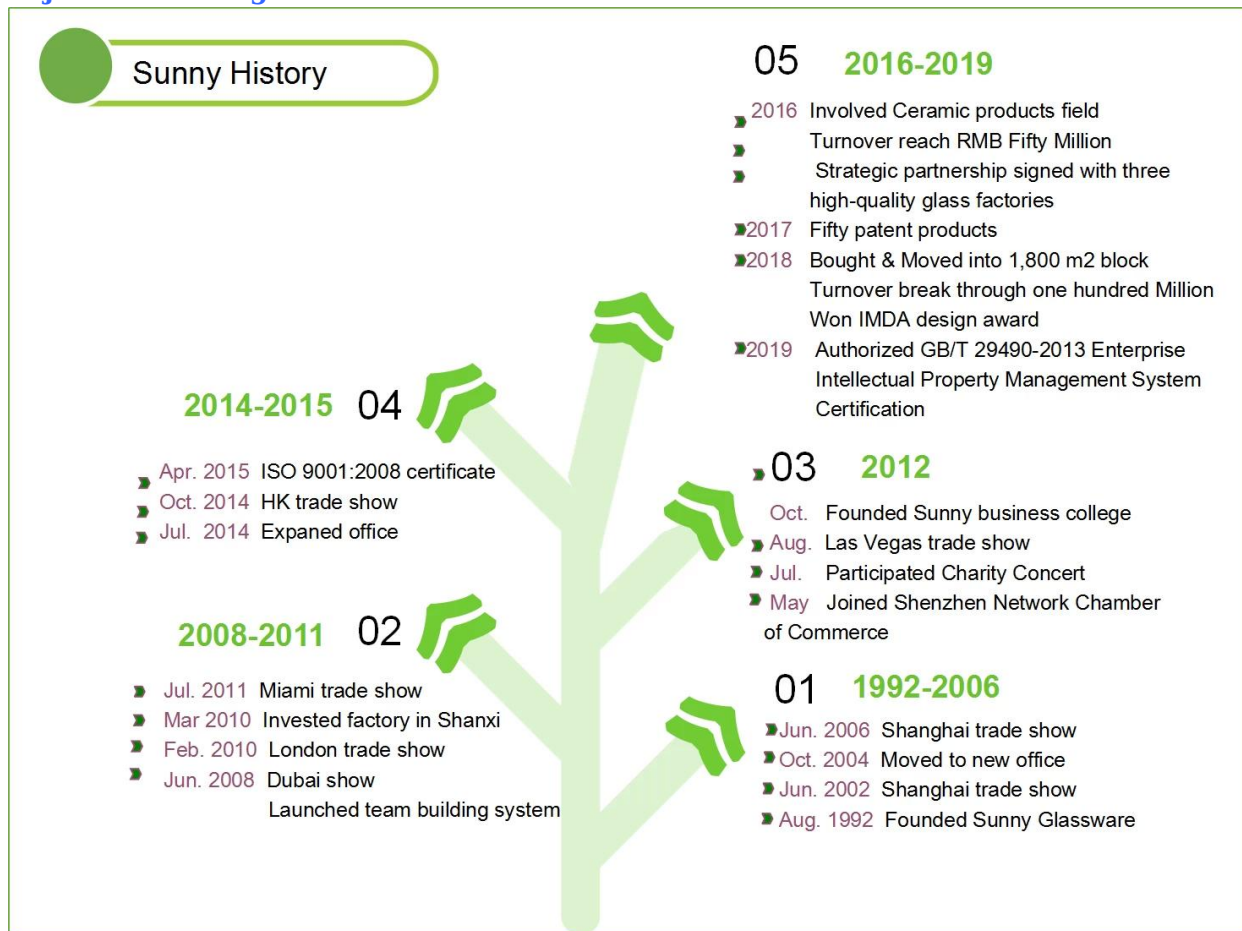 Sunny History
05 2016-2019
2016 Involved Ceramic products field
Turnover reach RMB Fifty Million
Strategic partnership signed with three
high-quality glass factories
2017 Fifty patent products
2018 Bought & Moved into 1,800 m2 block
Turnover break through one hundred Million
Won IMDA design award
2019 Authorized GB/T 29490-2013 Enterprise
Intellectual Property Management System
Certification
2014-2015 04
Apr. 2015 ISO 9001:2008 certificate
Oct. 2014 HK trade show
Jul. 2014 Expaned office
03 2012
Oct. Founded Sunny business college
Aug. Las Vegas trade show
Jul. Participated Charity Concert
May Joined Shenzhen Network Chamber
of Commerce
2008-2011 02
Jul. 2011 Miami trade show
Mar 2010 Invested factory in Shanxi
Feb. 2010 London trade show
Jun. 2008 Dubai show
Launched team building system
01 1992-2006
Jun. 2006 Shanghai trade show
Oct. 2004 Moved to new office
Jun. 2002 Shanghai trade show
Aug. 1992 Founded Sunny Glassware